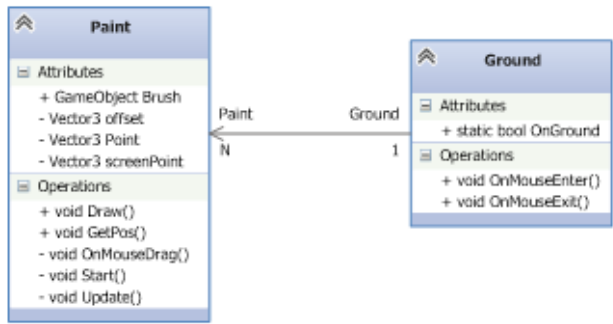 Paint
Attributes
+ GameObject Brush
- Vector3 offset
- Vector3 Point
- Vector3 screenPoint
Operations
+ void Draw()
+ void GetPos()
- void OnMouseDrag()
- void Start()
- void Update()
Paint
Ground
N
1
Ground
Attributes
+ static bool OnGround
Operations
+ void OnMouseEnter()
+ void OnMouseExit()